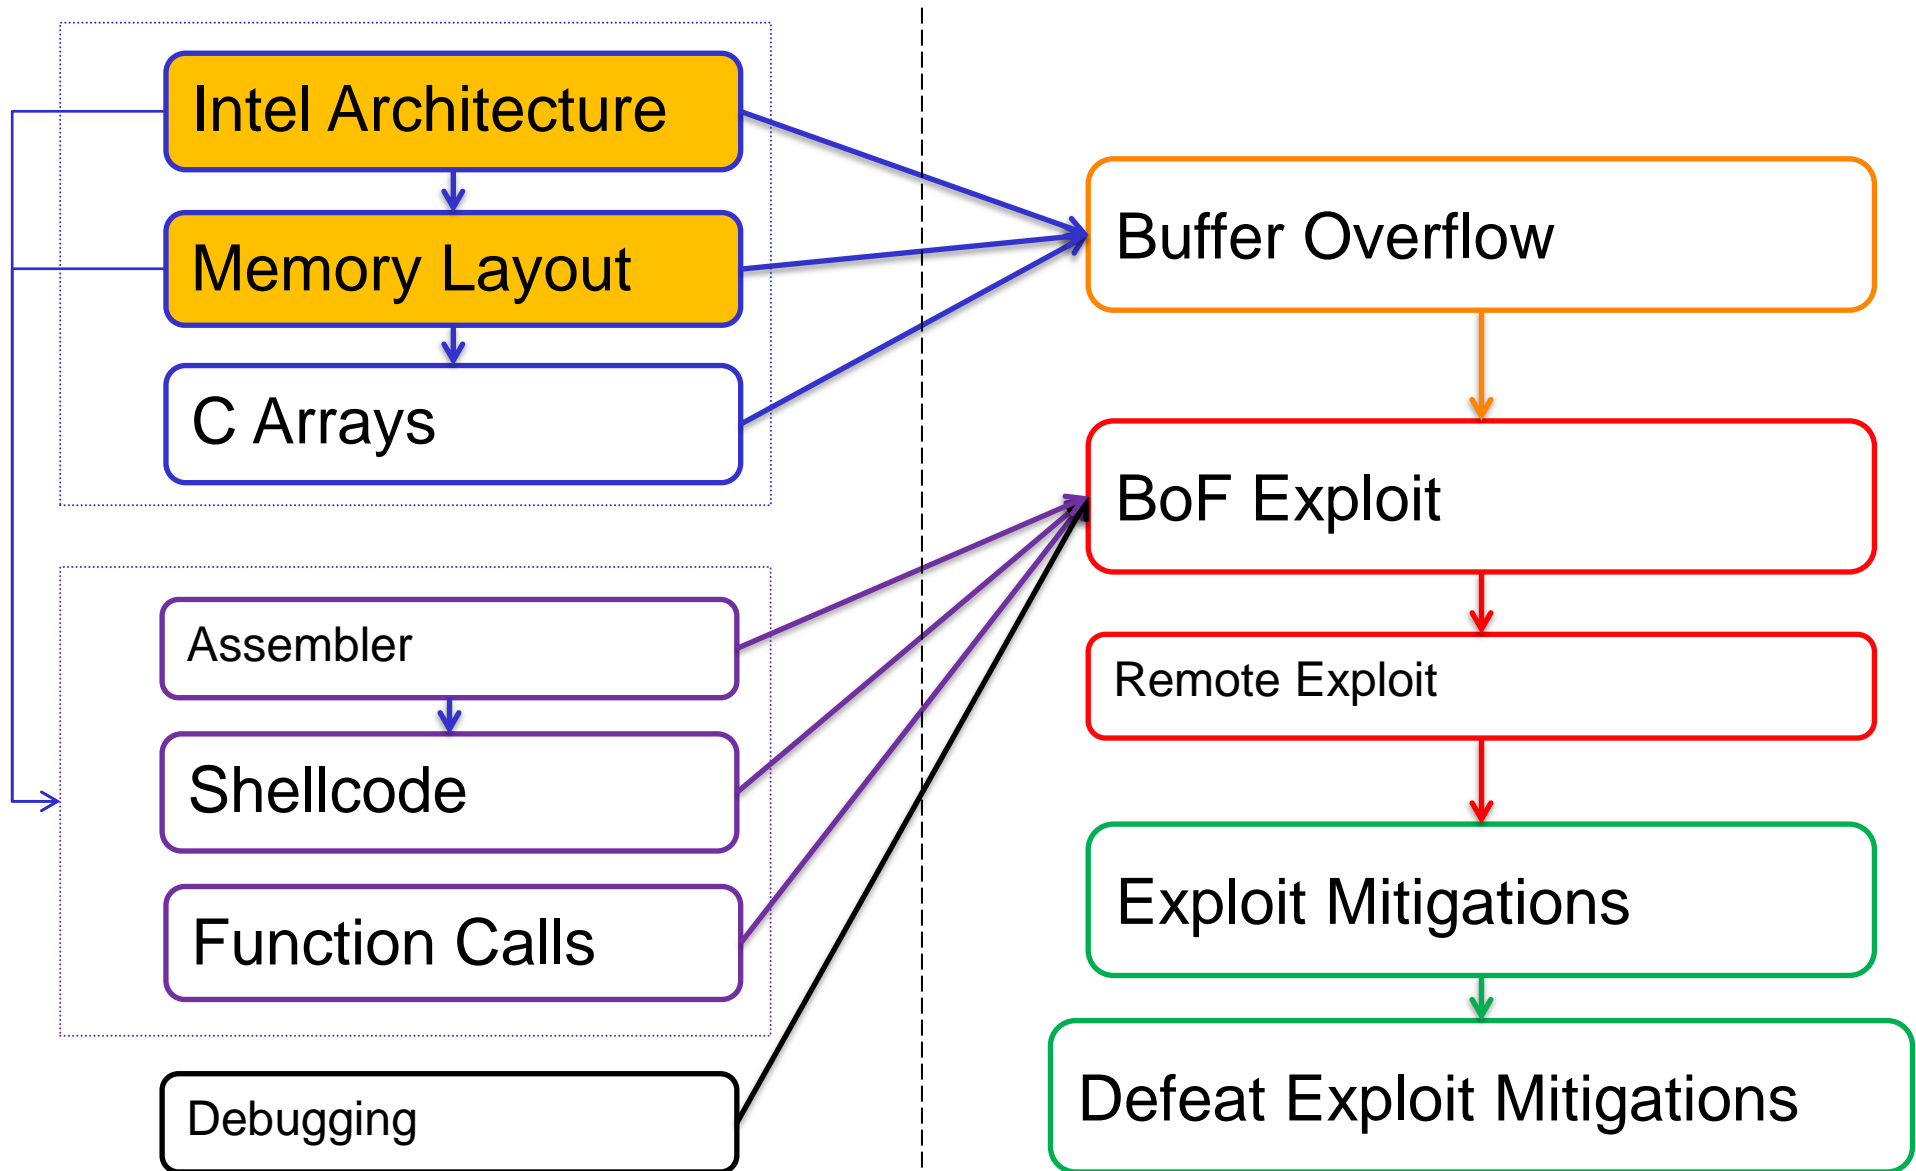 Intel Architecture
Memory Layout
C Arrays
Assembler
Shellcode
Function Calls
Debugging
Buffer Overflow
BoF Exploit
Remote Exploit
Exploit Mitigations
Defeat Exploit Mitigations